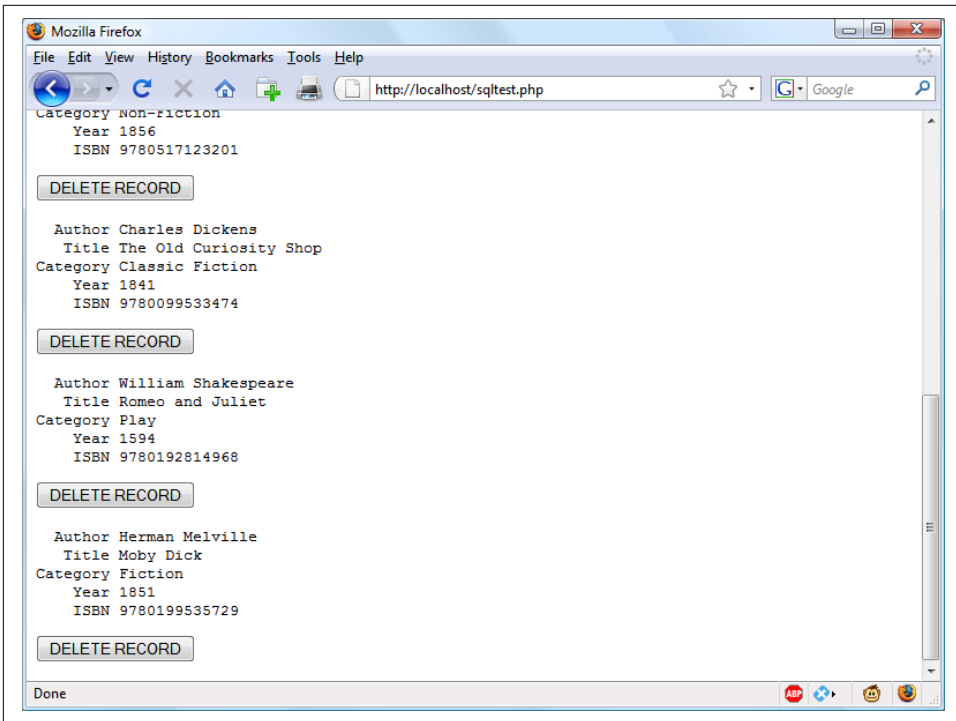 Mozilla Firefox
File Edit View History Bookmarks Tools Help
http://localhost/sqltest.php
G Google
Category Non-Fiction
Year 1856
ISBN 9780517123201
DELETE RECORD
Author Charles Dickens
Title The Old Curiosity Shop
Category Classic Fiction
Year 1841
ISBN 9780099533474
DELETE RECORD
Author William Shakespeare
Title Romeo and Juliet
Category Play
Year 1594
ISBN 9780192814968
DELETE RECORD
Author Herman Melville
Title Moby Dick
Category Fiction
Year 1851
ISBN 9780199535729
DELETE RECORD
Done
ABP